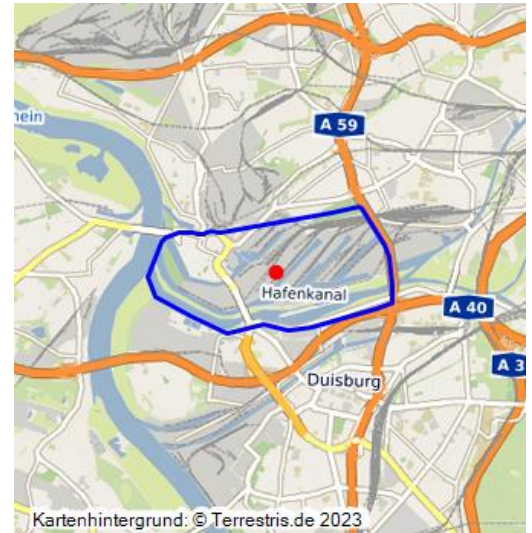 hein
A 59
Hafenkanal
A 40
A 3
Duisburg
Kartenhintergrund: © Terrestris.de 2023